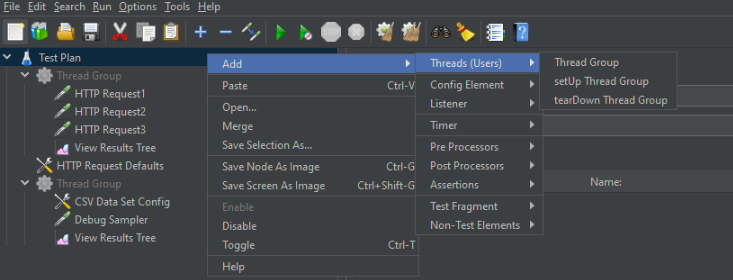 File Edit Search Run Options Tools Help
Test Plan
Thread Group
HTTP Request1
HTTP Request2
HTTP Request3
View Results Tree
HTTP Request Defaults
Thread Group
CSV Data Set Config
Debug Sampler
View Results Tree
Add
Paste Ctrl-V
Open...
Merge
Save Selection As...
Save Node As Image Ctrl-G
Save Screen As Image Ctrl+Shift-G
Enable
Disable
Toggle Ctrl-T
Help
Threads (Users)
Config Element
Listener
Timer
Pre Processors
Post Processors
Assertions
Test Fragment
Non-Test Elements
Thread Group
setUp Thread Group
tearDown Thread Group
Name: